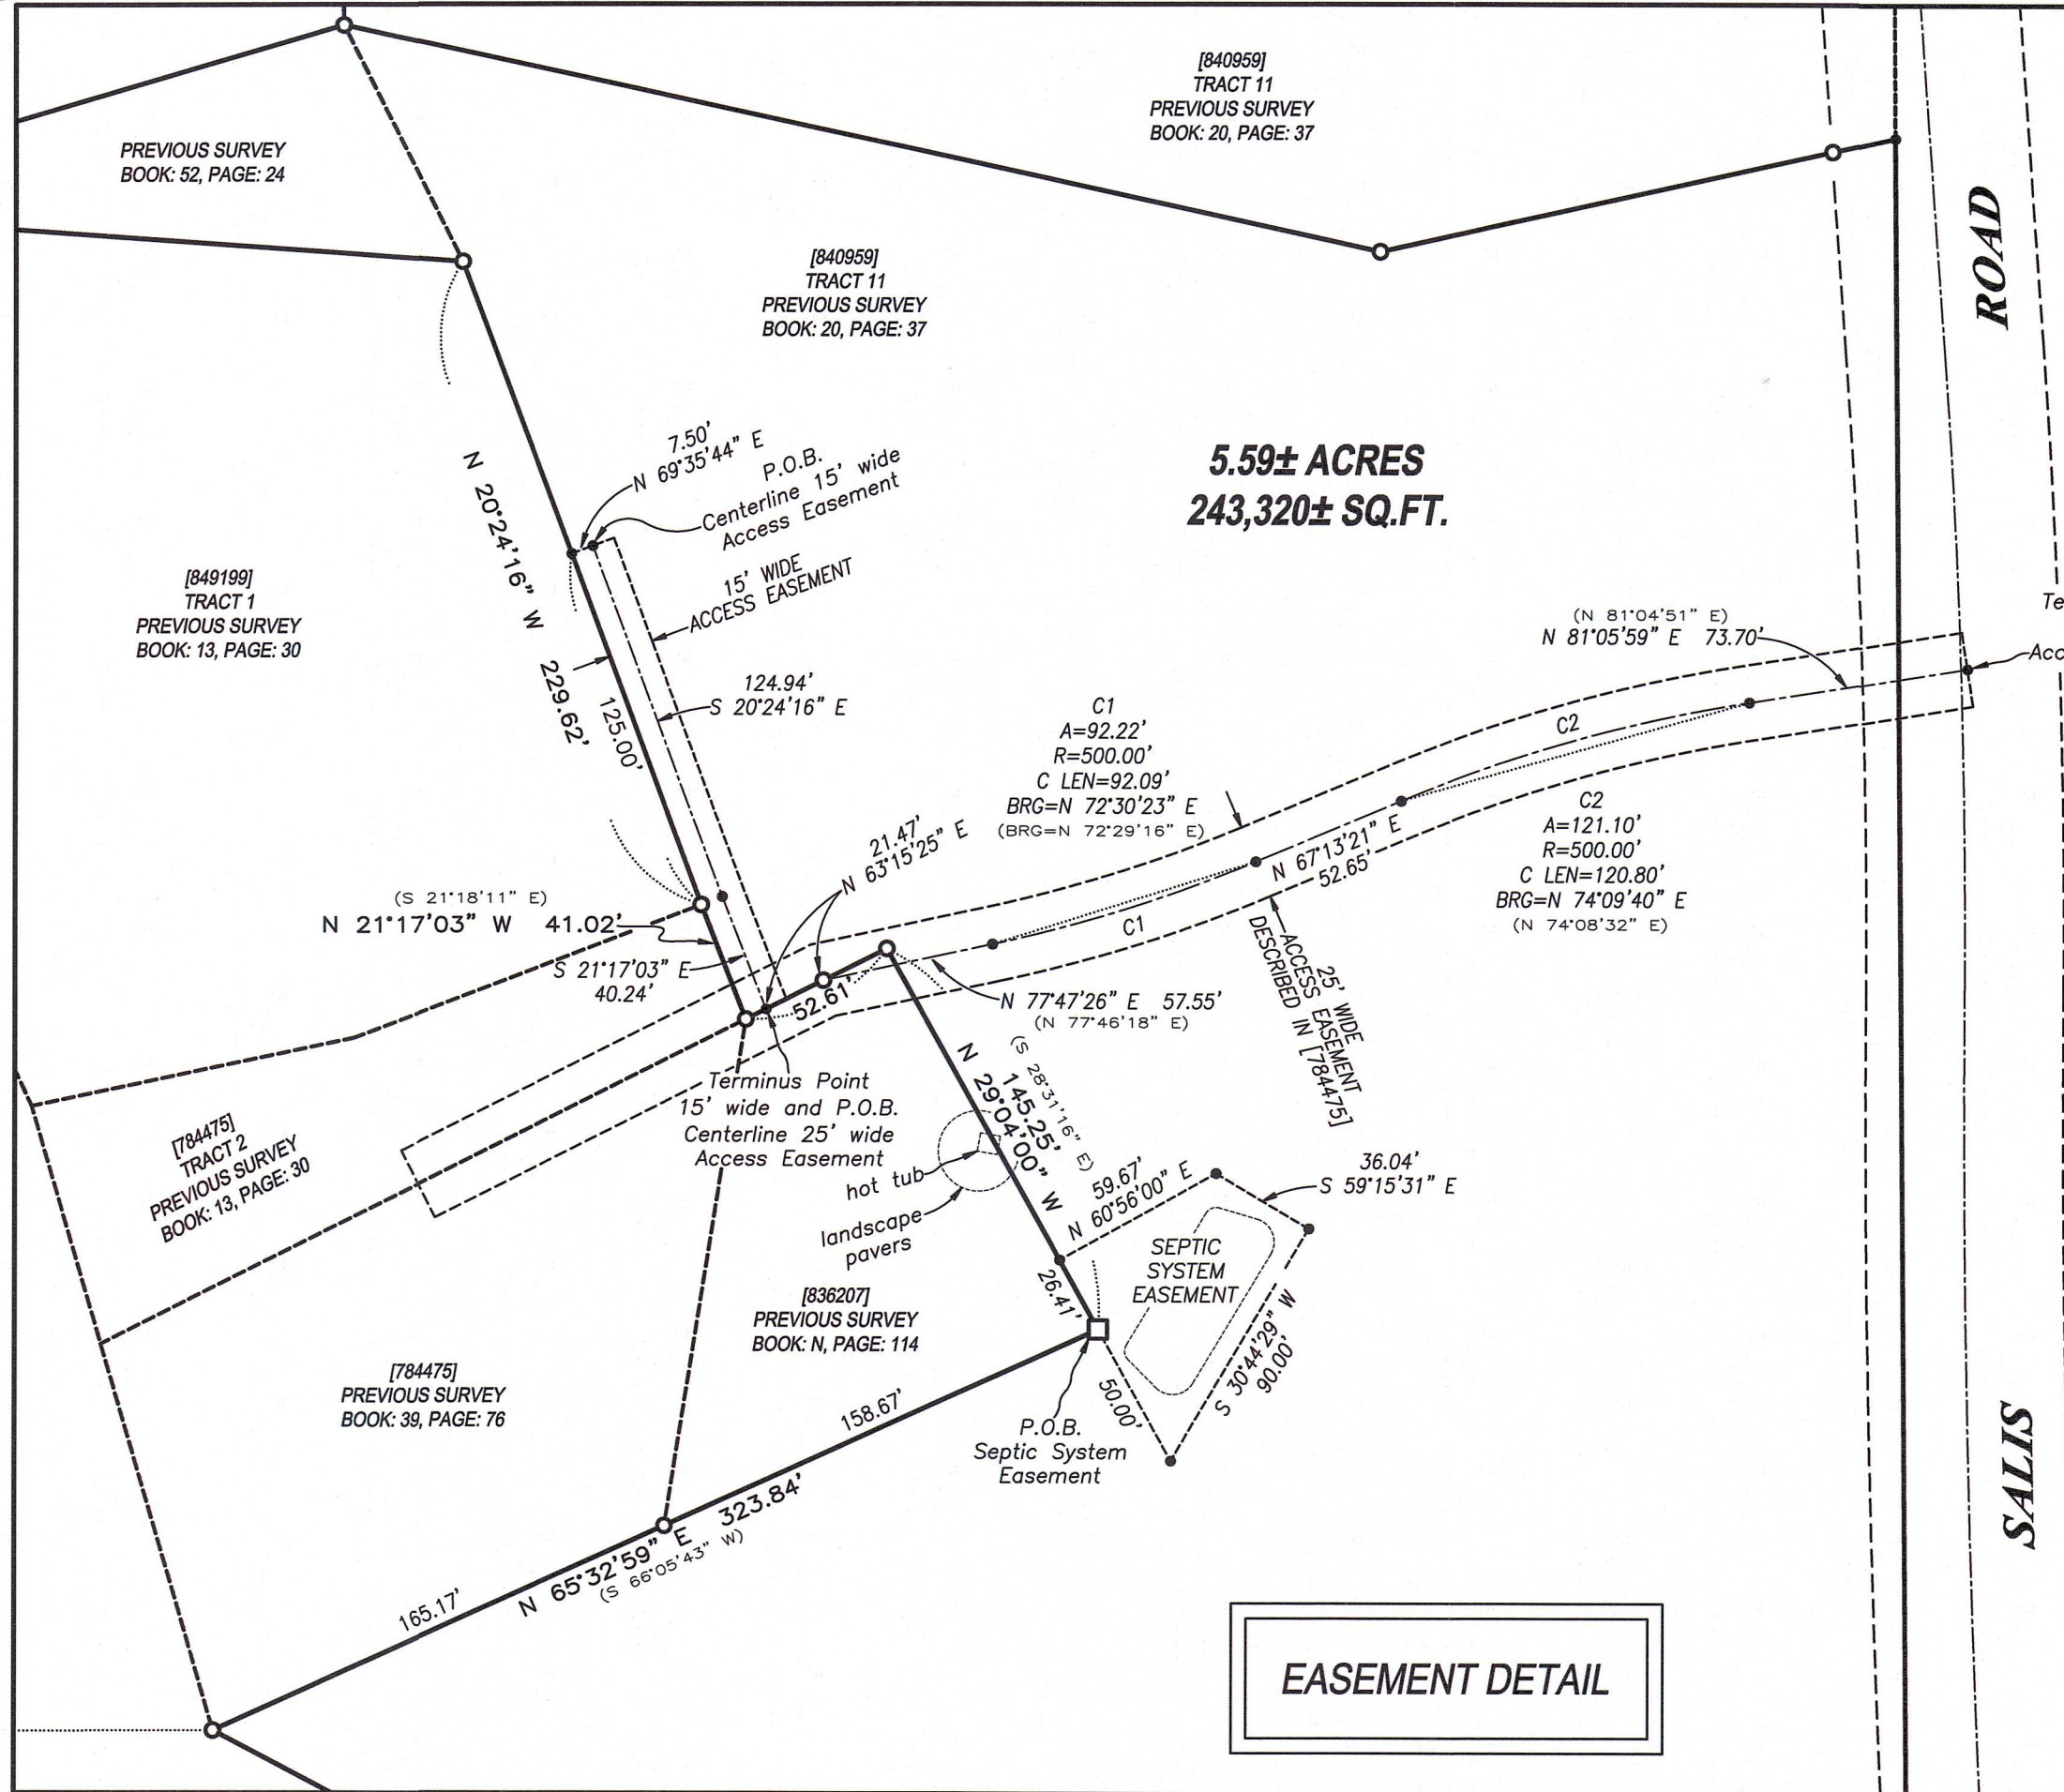 [840959]
TRACT 11
PREVIOUS SURVEY
BOOK: 20, PAGE: 37
PREVIOUS SURVEY
BOOK: 52, PAGE: 24
ROAD
[840959]
TRACT 11
PREVIOUS SURVEY
BOOK: 20, PAGE: 37
5.59± ACRES
243,320± SQ.FT.
7.50'
N 69°35'44" E
P.O.B.
Centerline 15' wide
Access Easement
15' WIDE
ACCESS EASEMENT
N 20°24'16" W 229.62'
125.00'
[849199]
TRACT 1
PREVIOUS SURVEY
BOOK: 13, PAGE: 30
124.94'
S 20°24'16" E
(N 81°04'51" E)
N 81°05'59" E 73.70'
Te
Acc
C1
A=92.22'
R=500.00'
C LEN=92.09'
BRG=N 72°30'23" E
(BRG=N 72°29'16" E)
C2
C2
A=121.10'
R=500.00'
C LEN=120.80'
BRG=N 74°09'40" E
(N 74°08'32" E)
21.47'
N 63°15'25" E
N 67°13'21" E
52.65'
C1
(S 21°18'11" E)
N 21°17'03" W 41.02'
S 21°17'03" E
40.24'
52.61'
N 77°47'26" E 57.55'
(N 77°46'18" E)
25' WIDE
ACCESS EASEMENT
DESCRIBED IN [784475]
Terminus Point
15' wide and P.O.B.
Centerline 25' wide
Access Easement
(S 28°31'16" E)
145.25'
N 29°04'00" W
[784475]
TRACT 2
PREVIOUS SURVEY
BOOK: 13, PAGE: 30
hot tub
landscape
pavers
59.67'
N 60°56'00" E
36.04'
S 59°15'31" E
SEPTIC
SYSTEM
EASEMENT
26.41'
S 30°44'29" W
90.00'
50.00'
[836207]
PREVIOUS SURVEY
BOOK: N, PAGE: 114
[784475]
PREVIOUS SURVEY
BOOK: 39, PAGE: 76
158.67'
P.O.B.
Septic System
Easement
SALIS
N 65°32'59" E 323.84'
(S 66°05'43" W)
165.17'
EASEMENT DETAIL